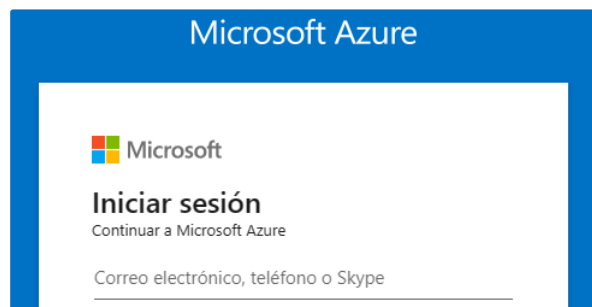 Microsoft Azure
Microsoft
Iniciar sesión
Continuar a Microsoft Azure
Correo electrónico, teléfono o Skype